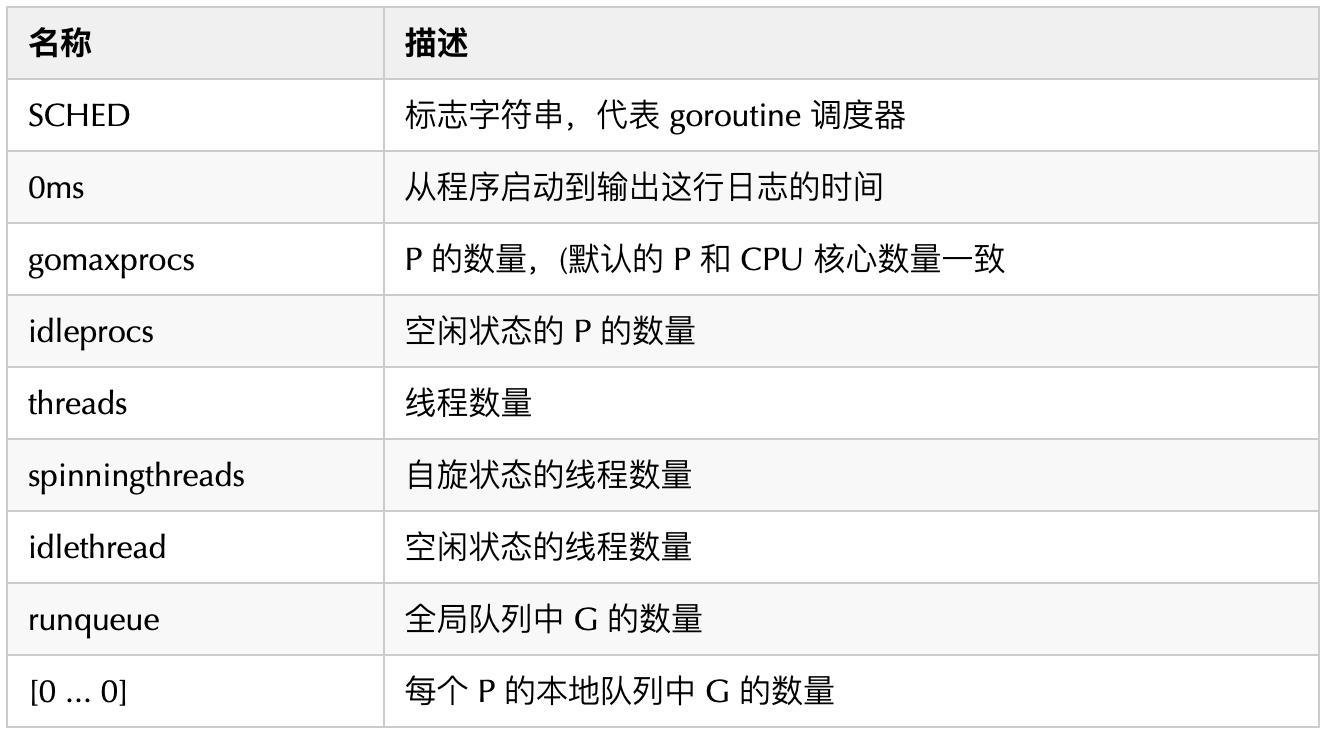 名称 描述
SCHED 标志字符串，代表 goroutine 调度器
0ms 从程序启动到输出这行日志的时间
gomaxprocs P 的数量，(默认的 P 和 CPU 核心数量一致
idleprocs 空闲状态的 P 的数量
threads 线程数量
spinningthreads 自旋状态的线程数量
idlethread 空闲状态的线程数量
runqueue 全局队列中 G 的数量
[0 ... 0] 每个 P 的本地队列中 G 的数量